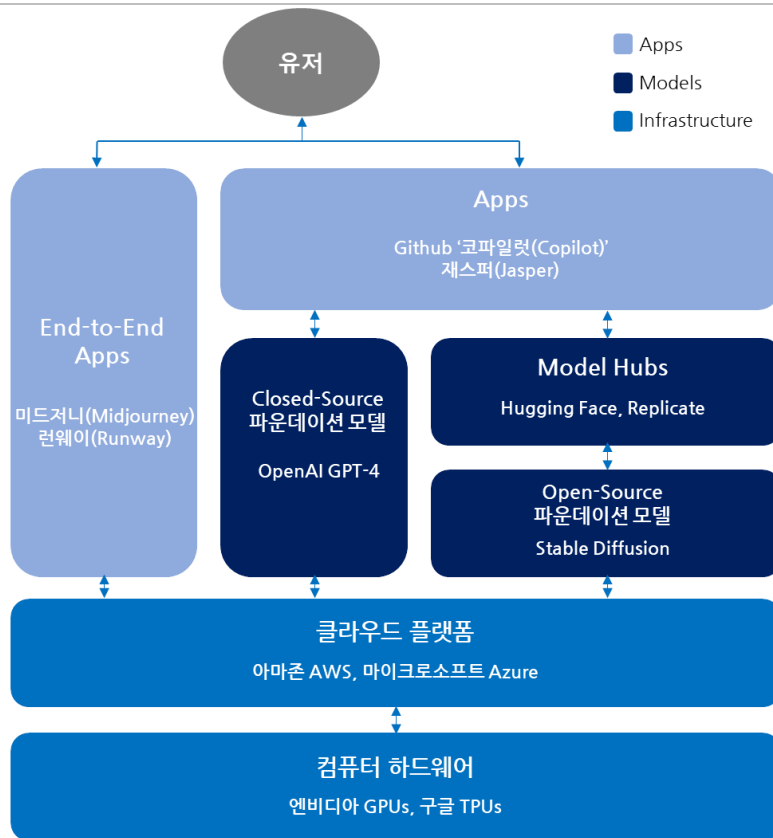 유저
Apps
Models
Infrastructure
Apps
Github ‘코파일럿(Copilot)’
재스퍼(Jasper)
End-to-End
Apps
미드저니(Midjourney)
런웨이(Runway)
Closed-Source
파운데이션 모델
OpenAI GPT-4
Model Hubs
Hugging Face, Replicate
Open-Source
파운데이션 모델
Stable Diffusion
클라우드 플랫폼
아마존 AWS, 마이크로소프트 Azure
컴퓨터 하드웨어
엔비디아 GPUs, 구글 TPUs